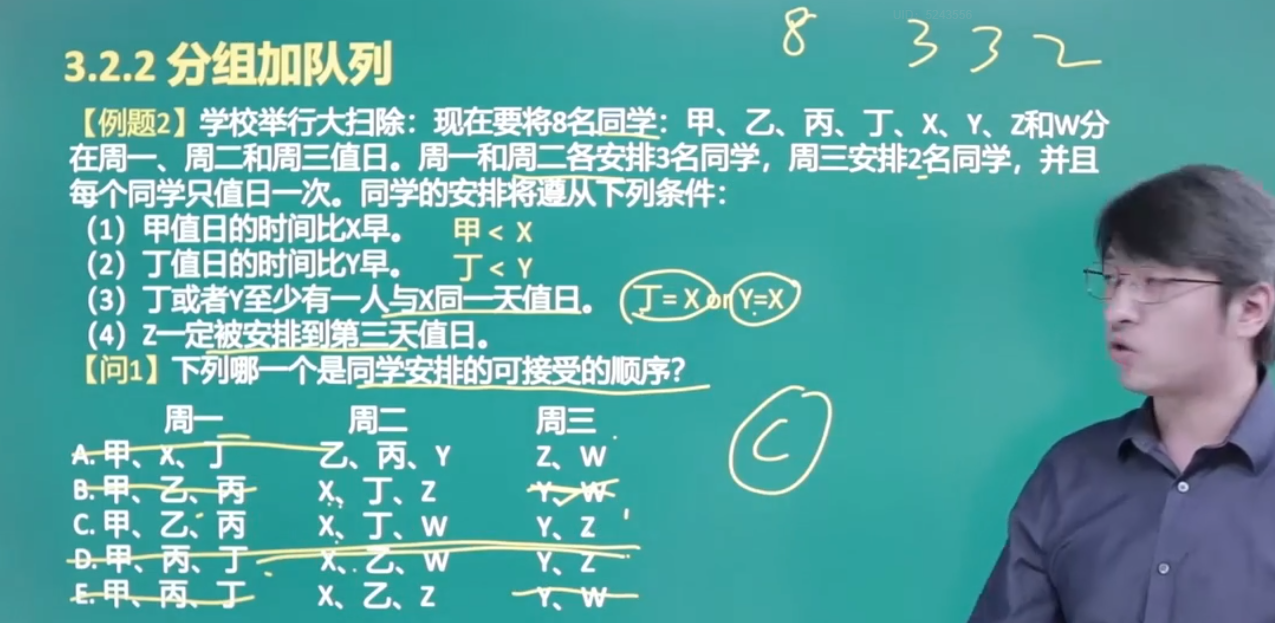 8 3 3 2
3.2.2 分组加队列
【例题2】学校举行大扫除：现在要将8名同学：甲、乙、丙、丁、X、Y、Z和W分
在周一、周二和周三值日。周一和周二各安排3名同学，周三安排2名同学，并且
每个同学只值日一次。同学的安排将遵从下列条件：
（1）甲值日的时间比X早。 甲< X
（2）丁值日的时间比Y早。 丁< Y
（3）丁或者Y至少有一人与X同一天值日。 丁= X or Y=X
（4）Z一定被安排到第三天值日。
【问1】下列哪一个是同学安排的可接受的顺序？
周一 周二 周三
A. 甲、X、丁 乙、丙、Y Z、W
B. 甲、乙、丙 X、丁、Z Y、W
C. 甲、乙、丙 X、丁、W Y、Z
D. 甲、丙、丁 X、乙、W Y、Z
E. 甲、丙、丁 X、乙、Z Y、W
C